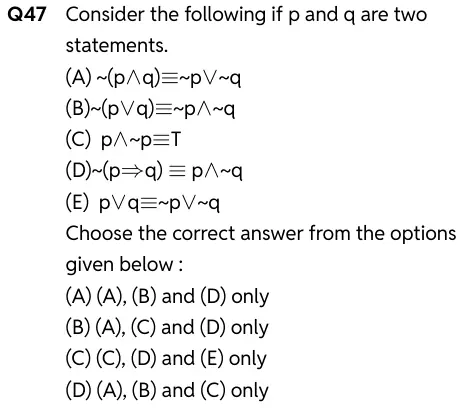 Q47 Consider the following if p and q are two
statements.
(A) ~(p∧q)≡~p∨~q
(B)~(p∨q)≡~p∧~q
(C) p∧~p≡T
(D)~(p⇒q) ≡ p∧~q
(E) p∨q≡~p∨~q
Choose the correct answer from the options
given below :
(A) (A), (B) and (D) only
(B) (A), (C) and (D) only
(C) (C), (D) and (E) only
(D) (A), (B) and (C) only